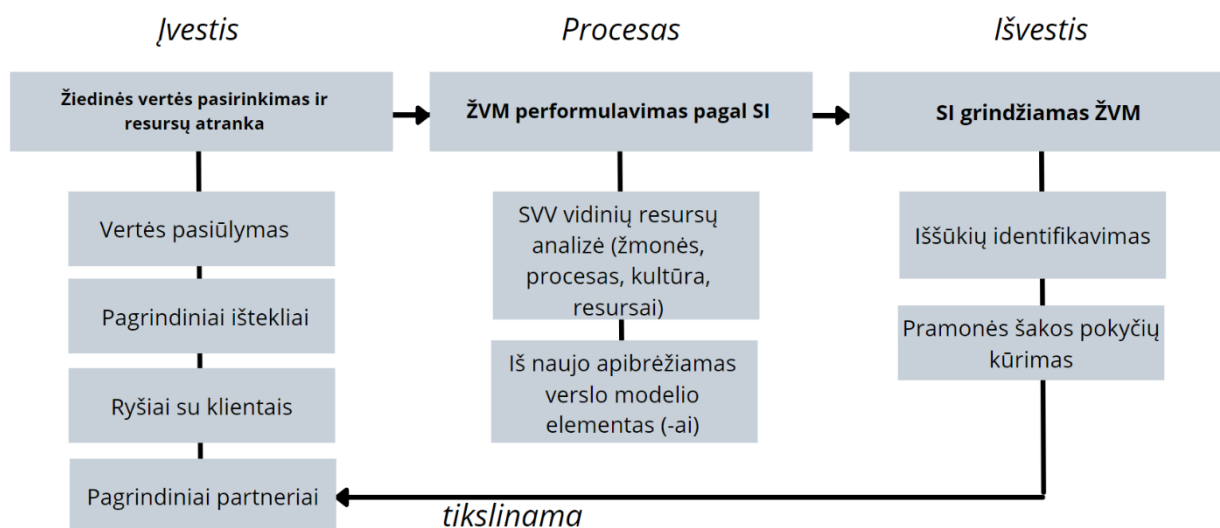 Įvestis
Procesas
Išvestis
Žiedinės vertės pasirinkimas ir
resursų atranka
ŽVM performulavimas pagal SI
SI grindžiamas ŽVM
Vertės pasiūlymas
Pagrindiniai ištekliai
Ryšiai su klientais
Pagrindiniai partneriai
SVV vidinių resursų
analizė (žmonės,
procesas, kultūra,
resursai)
Iš naujo apibrėžiamas
verslo modelio
elementas (-ai)
Iššūkių identifikavimas
Pramonės šakos pokyčių
kūrimas
tikslinama